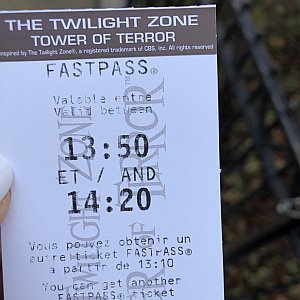 THE TWILIGHT ZONE
TOWER OF TERROR
Inspired by The Twilight Zone®, a registered trademark of CBS, Inc. All rights reserved
FASTPASS®
Valable entre
Valid between
13:50
ET / AND
14:20
Vous pouvez obtenir un
autre ticket FASTPASS®
à partir de 13:10
You can get another
FASTPASS® ticket